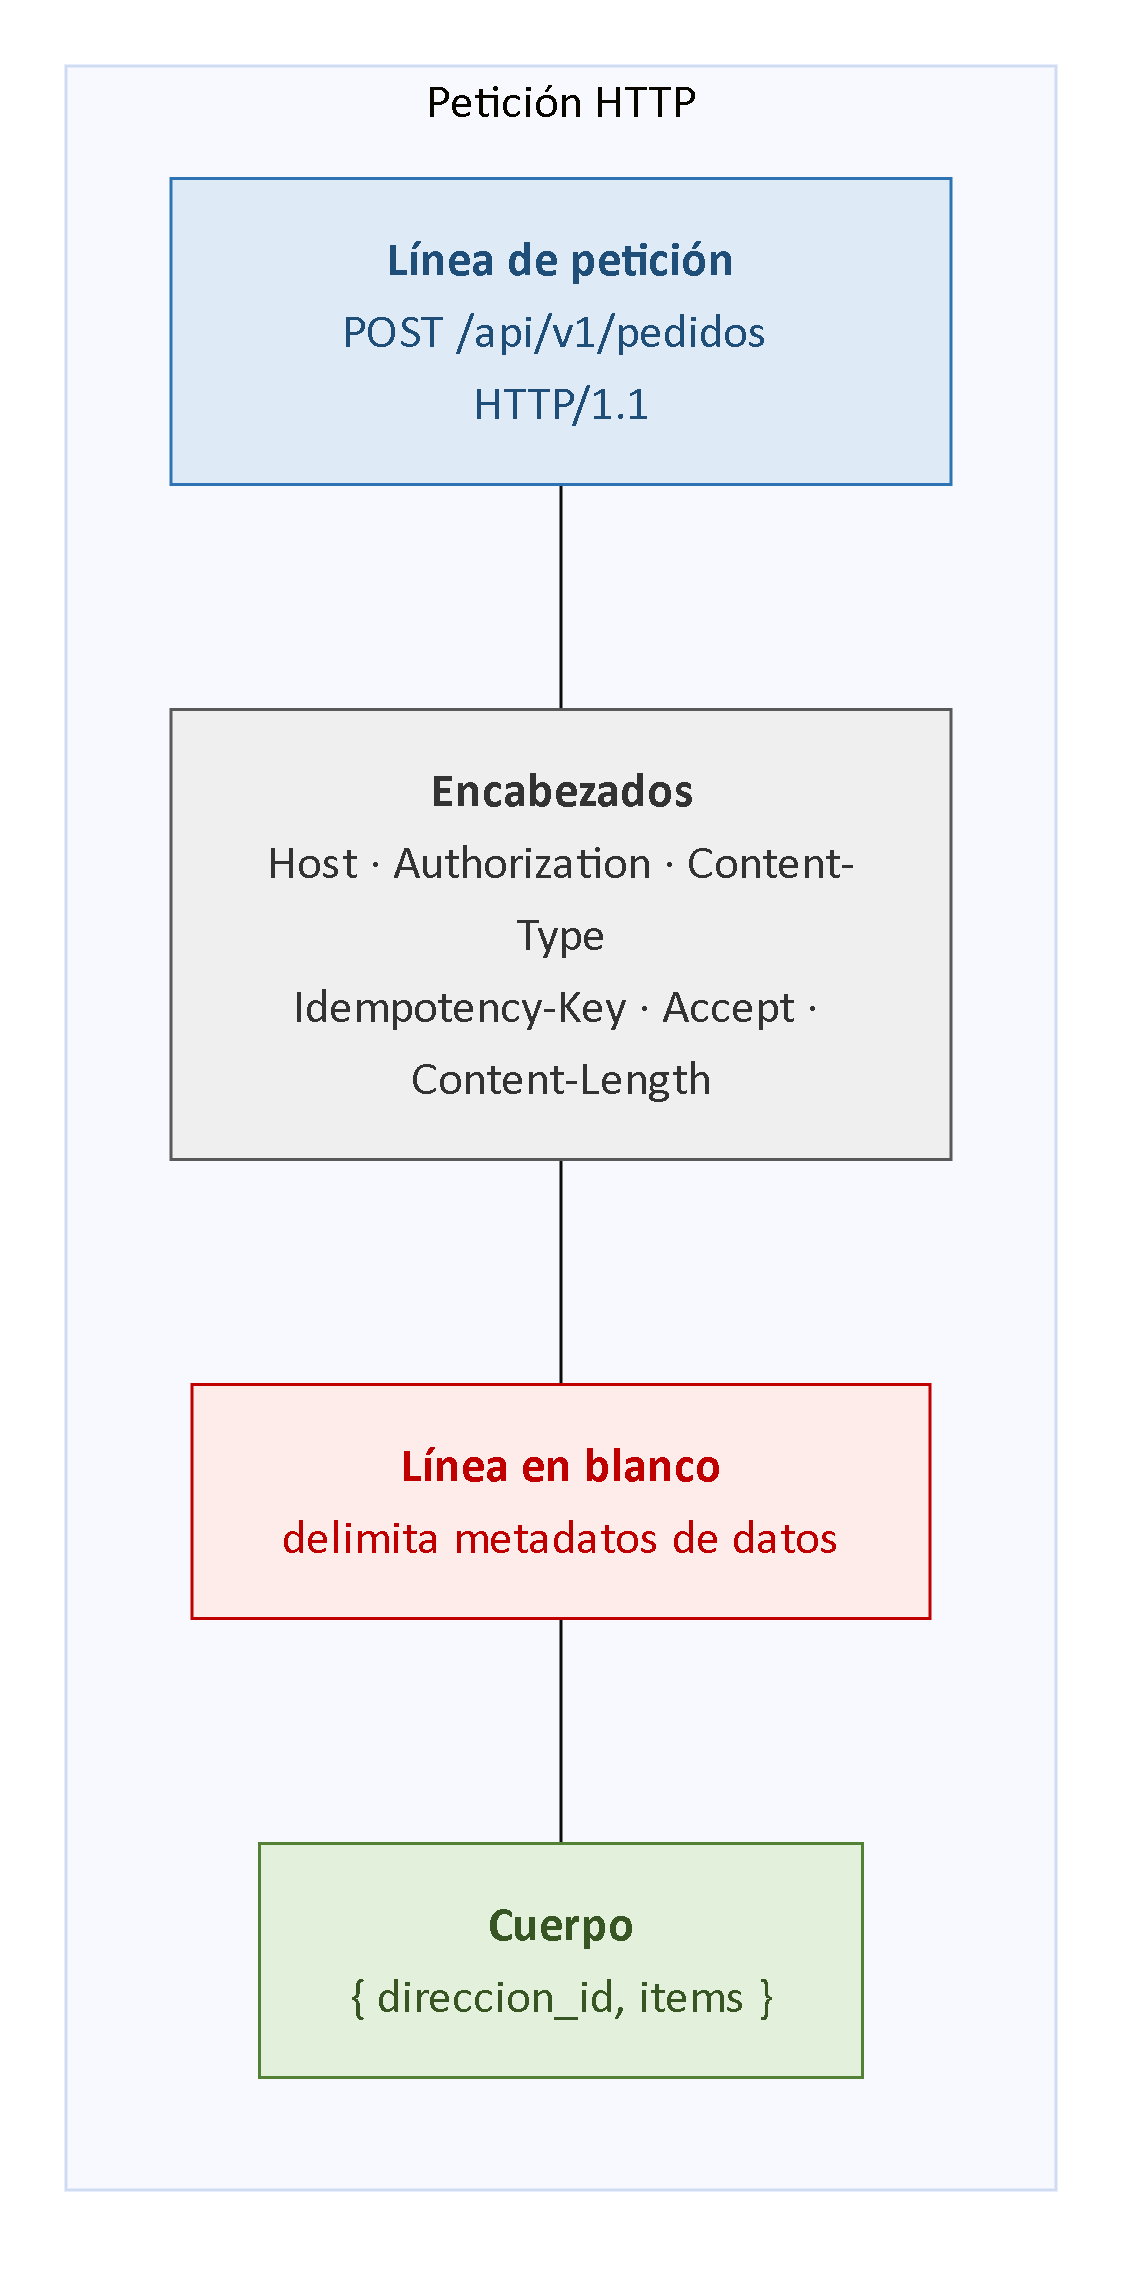 Petición HTTP
Línea de petición
POST /api/v1/pedidos
HTTP/1.1
Encabezados
Host · Authorization · Content-
Type
Idempotency-Key · Accept ·
Content-Length
Línea en blanco
delimita metadatos de datos
Cuerpo
{ direccion_id, items }